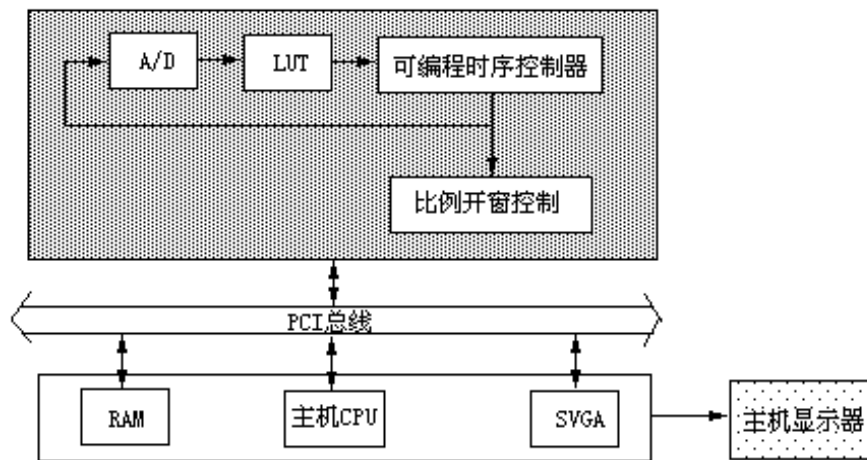 A/D
LUT
可编程时序控制器
比例开窗控制
PCI总线
RAM
主机CPU
SVGA
主机显示器